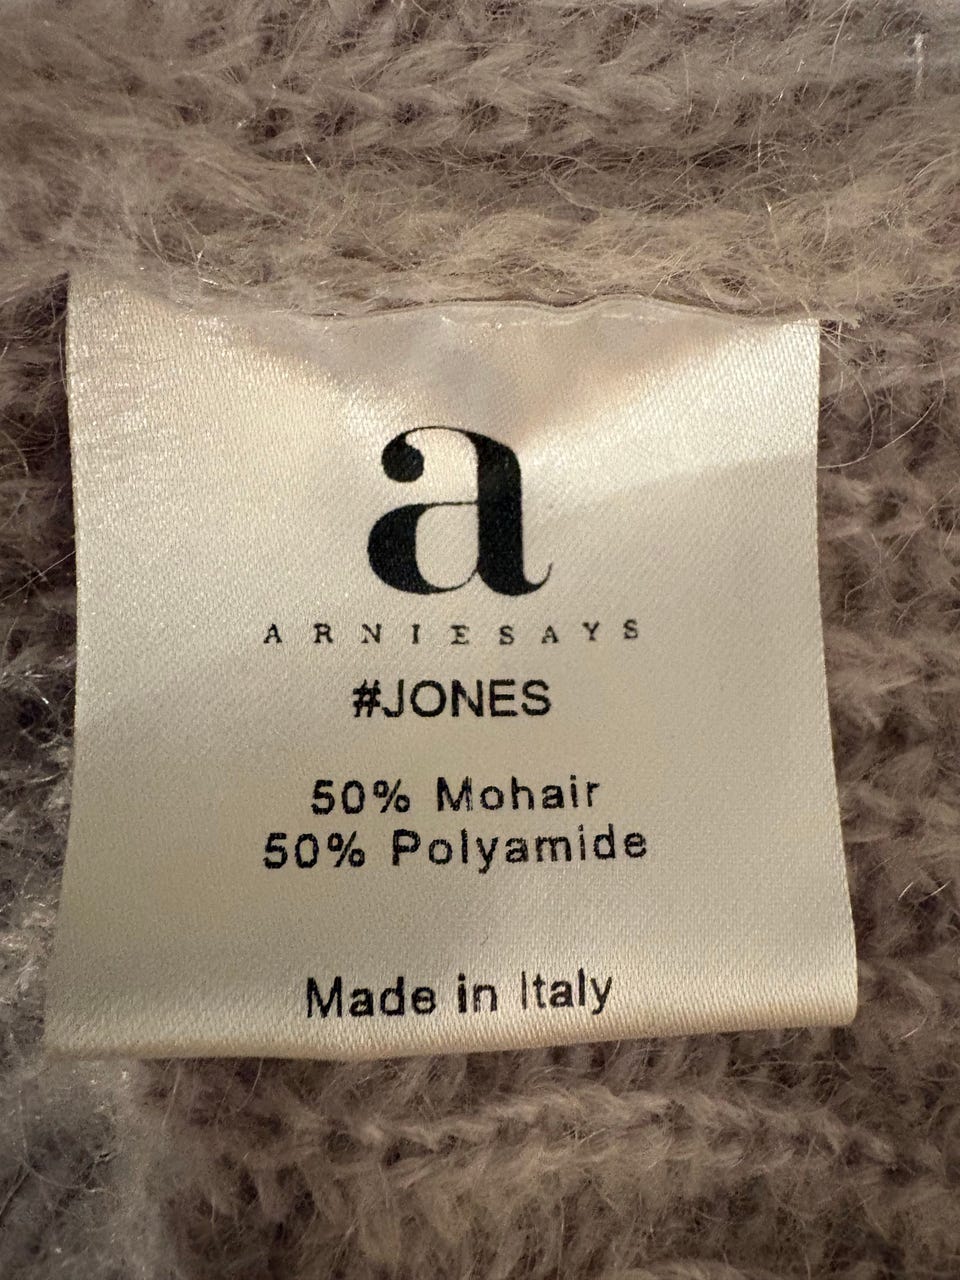 a
ARNIESAYS
#JONES
50% Mohair
50% Polyamide
Made in Italy